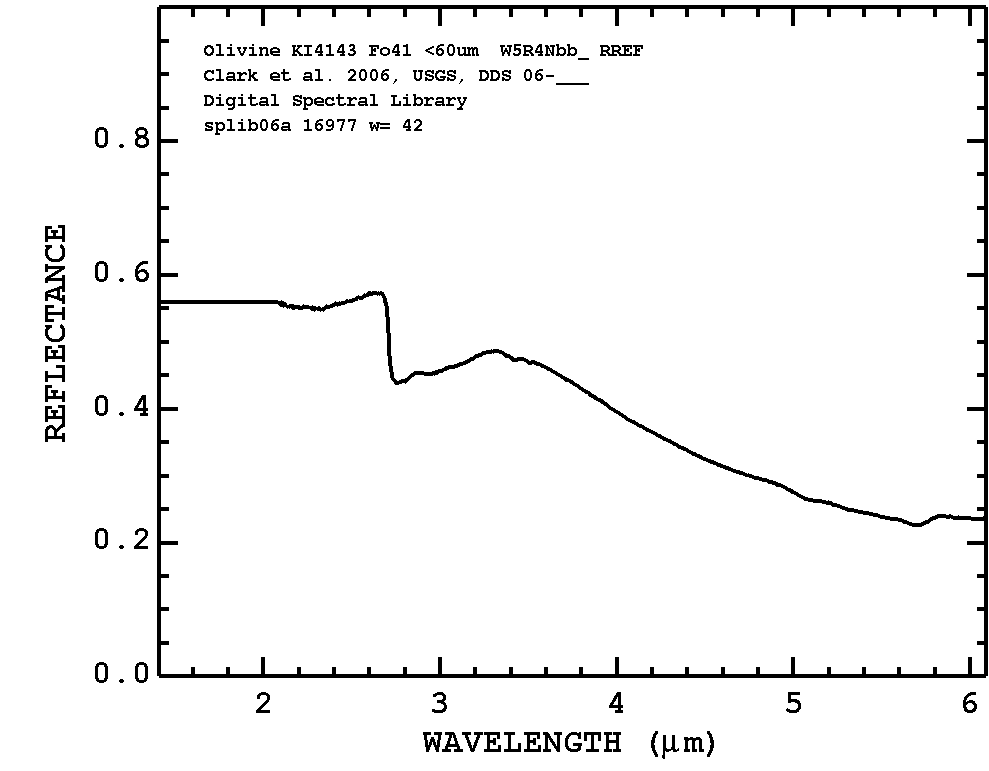 Olivine KI4143 Fo41 <60um W5R4Nbb_ RREF
Clark et al. 2006, USGS, DDS 06-___
Digital Spectral Library
splib06a 16977 w= 42
REFLECTANCE
0.8
0.6
0.4
0.2
0.0
2 3 4 5 6
WAVELENGTH (μm)